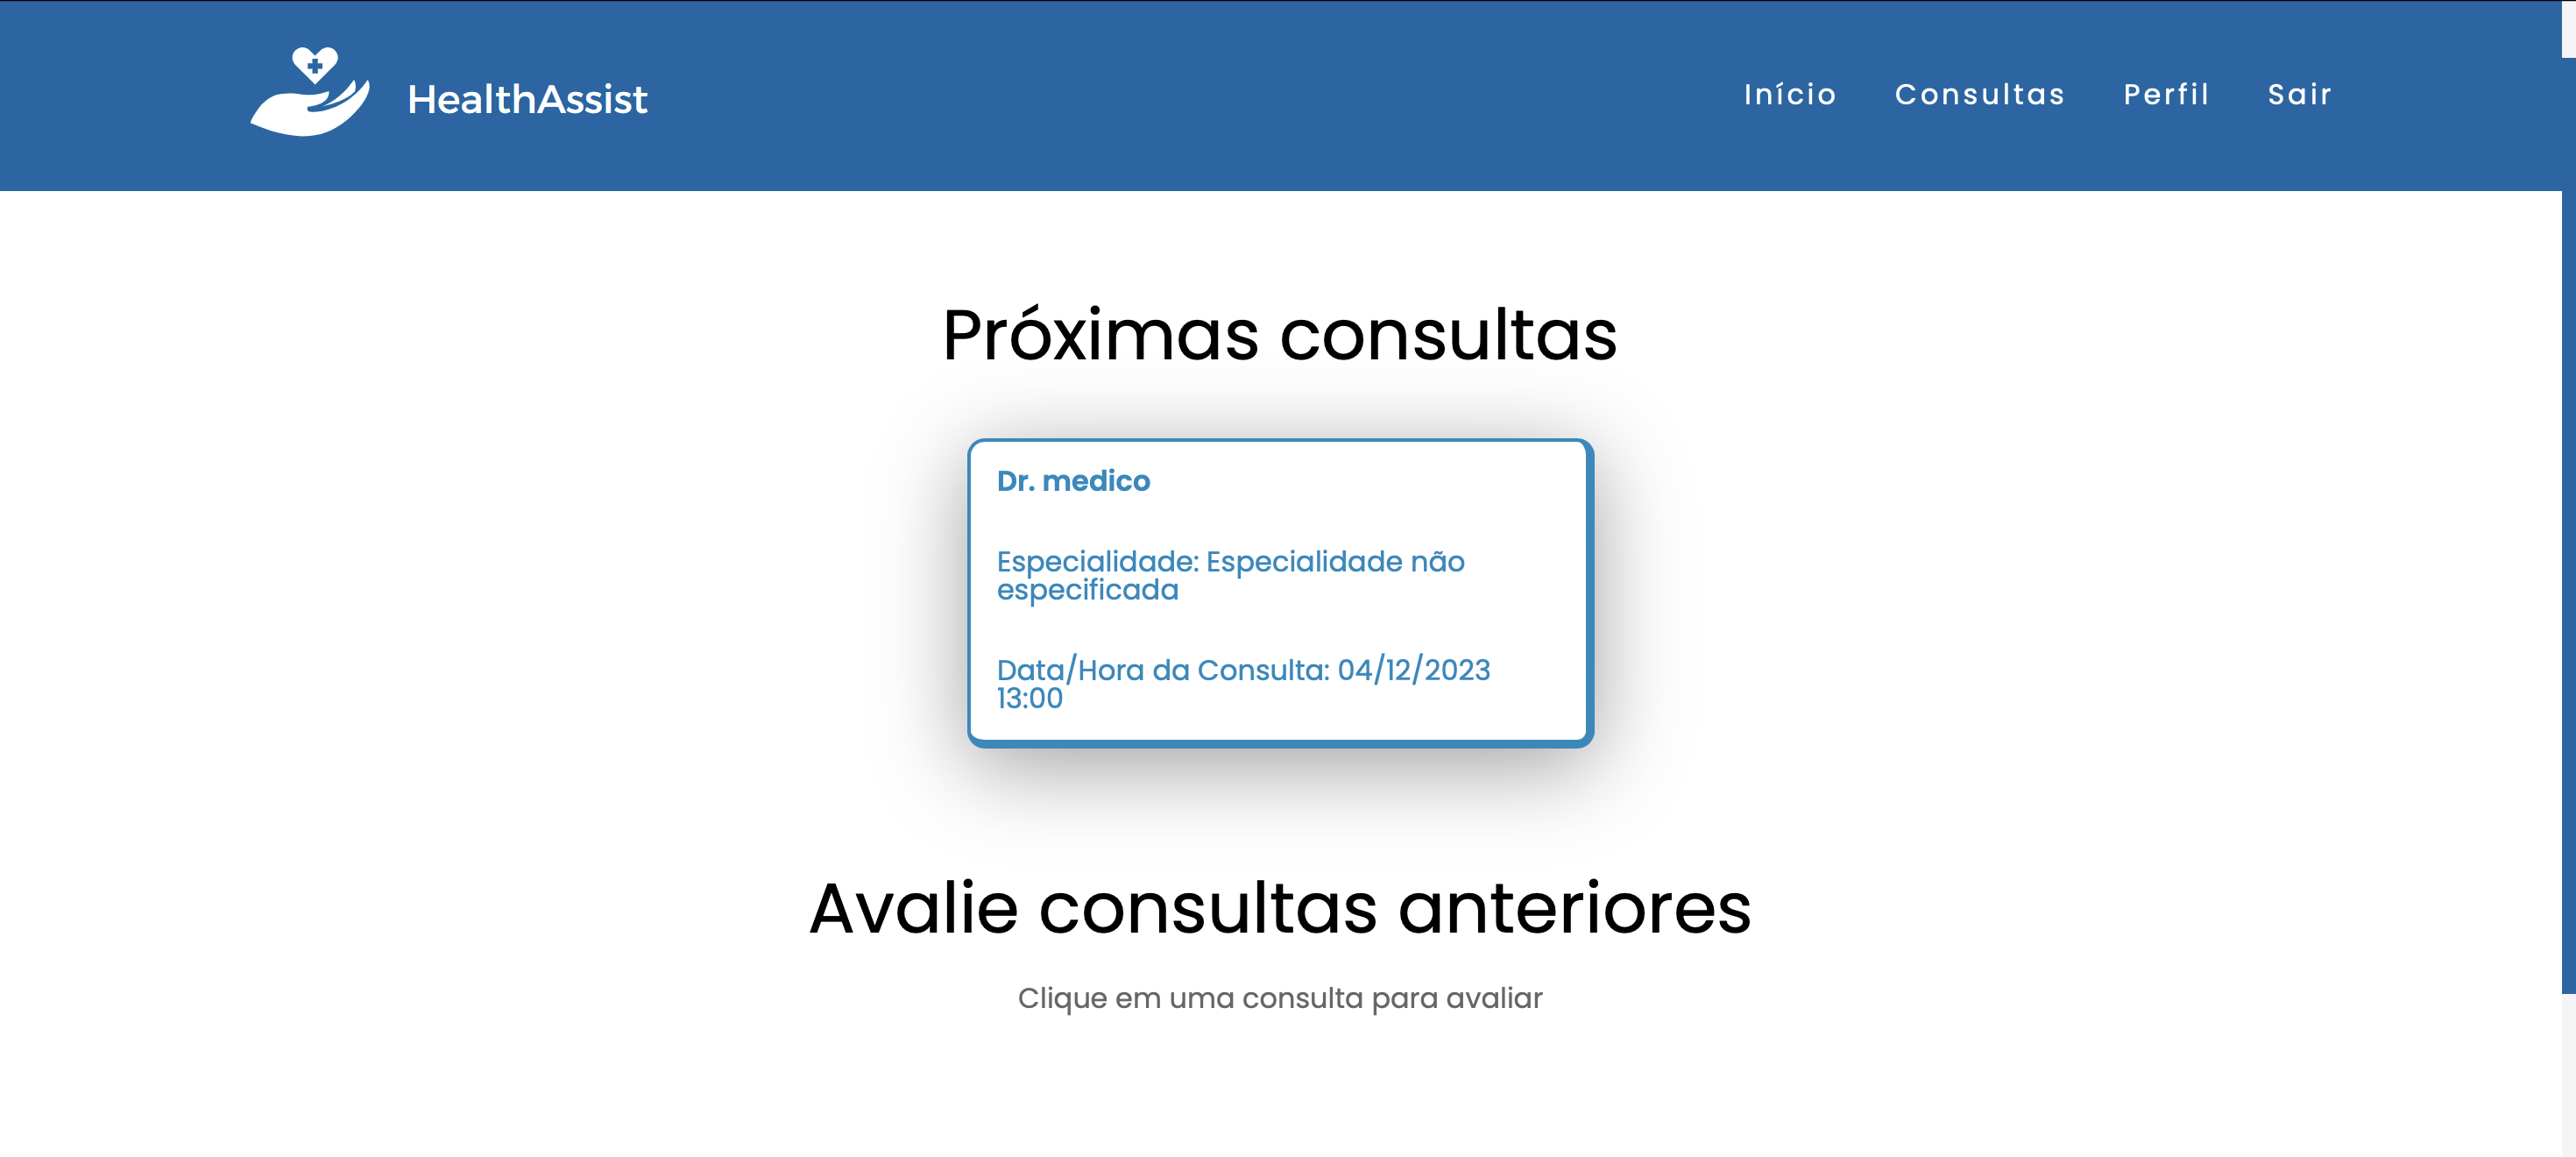 HealthAssist
Início Consultas Perfil Sair
Próximas consultas
Dr. medico
Especialidade: Especialidade não
especificada
Data/Hora da Consulta: 04/12/2023
13:00
Avalie consultas anteriores
Clique em uma consulta para avaliar